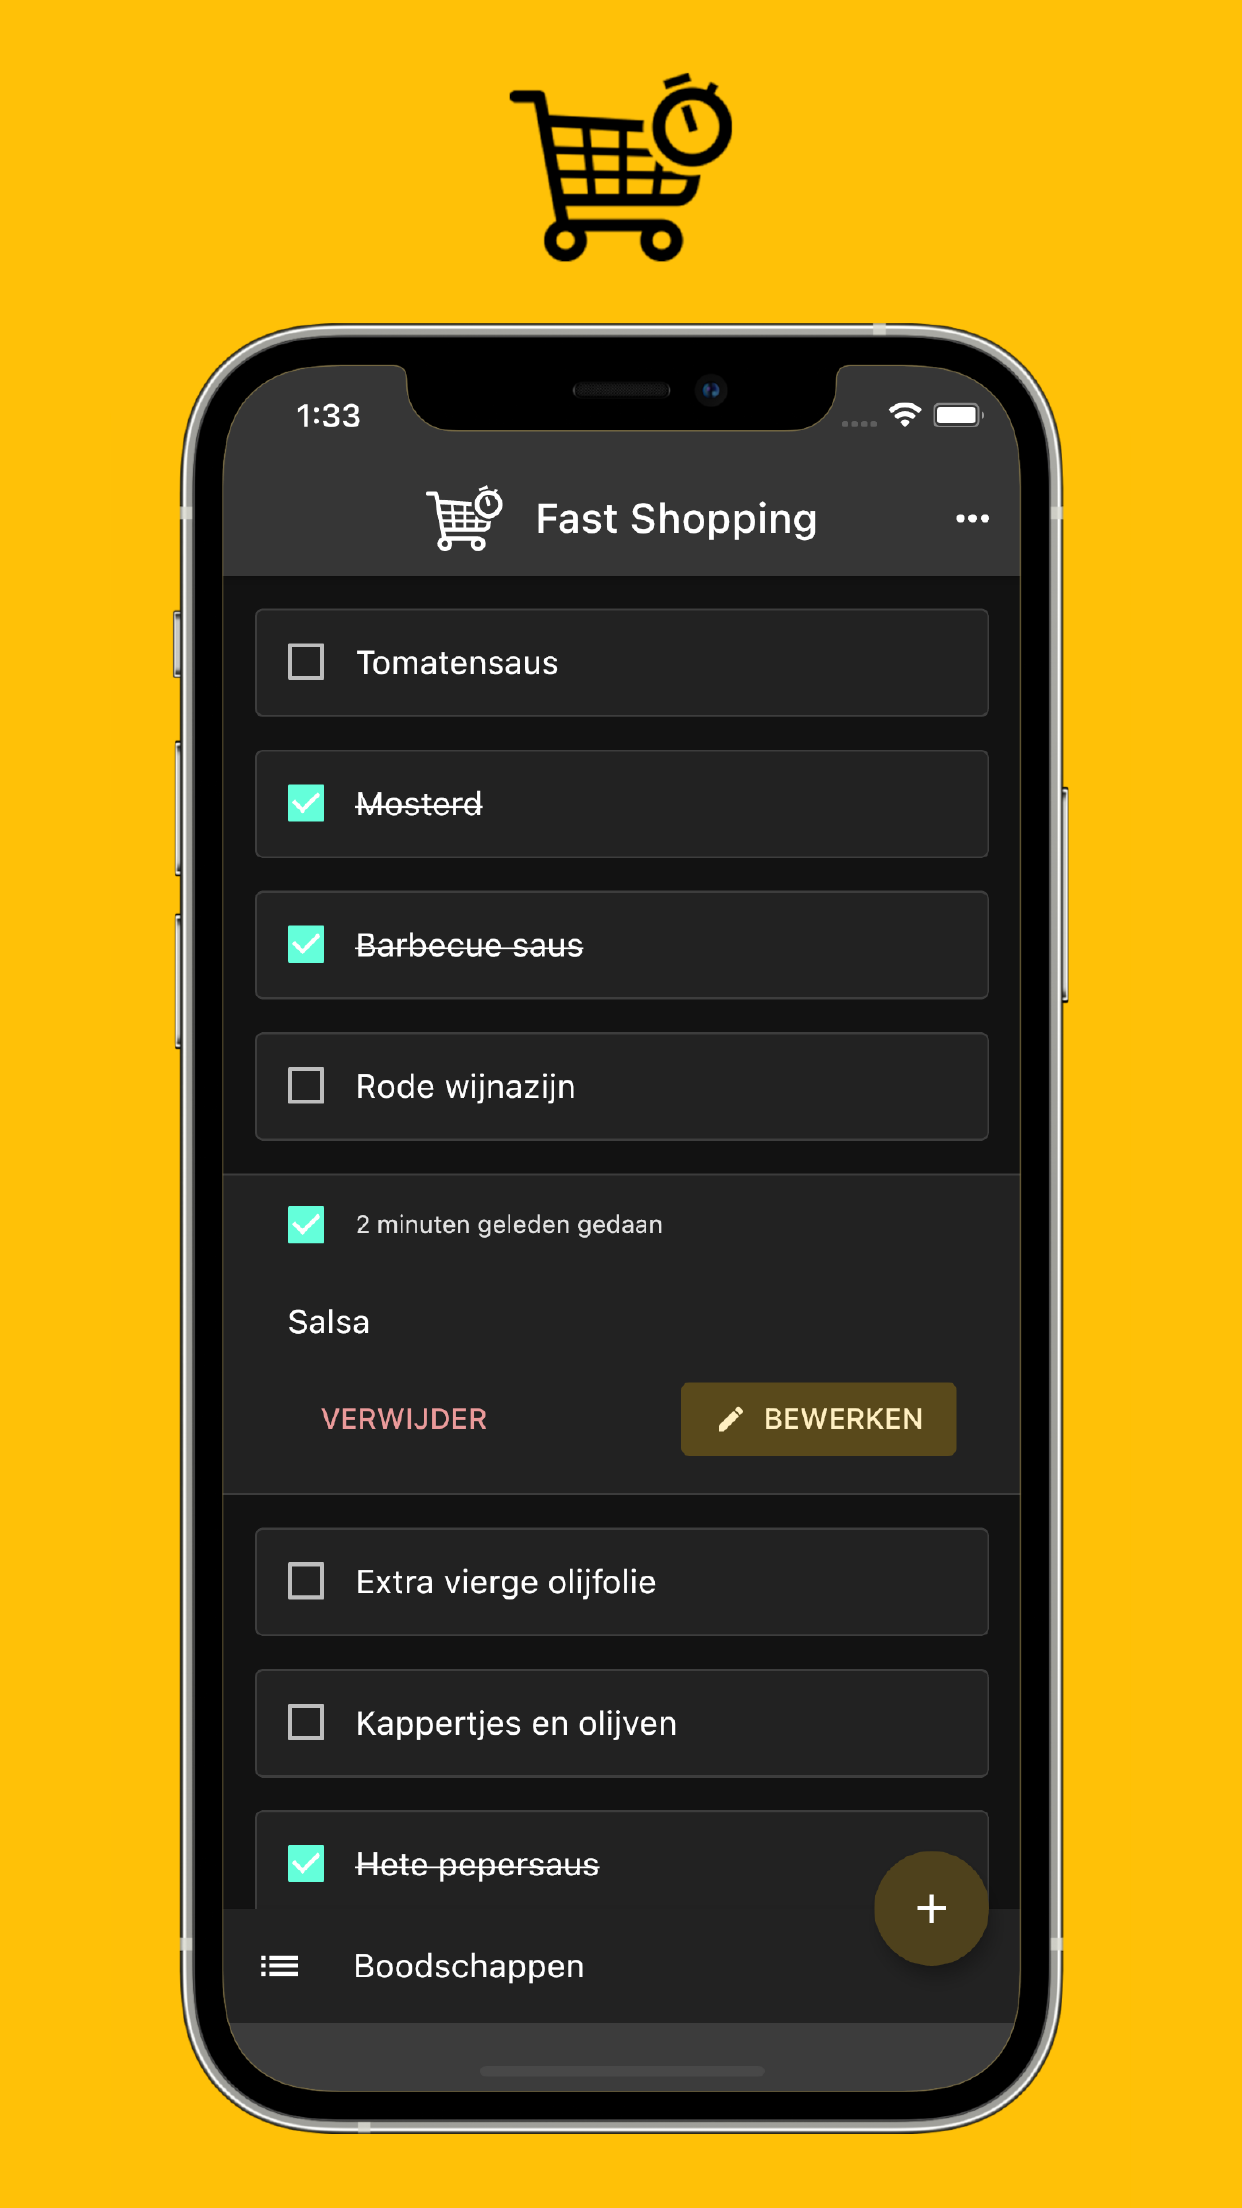 1:33
Fast Shopping
Tomatensaus
Mosterd
Barbecue saus
Rode wijnazijn
2 minuten geleden gedaan
Salsa
VERWIJDER
BEWERKEN
Extra vierge olijfolie
Kappertjes en olijven
Hete pepersaus
Boodschappen